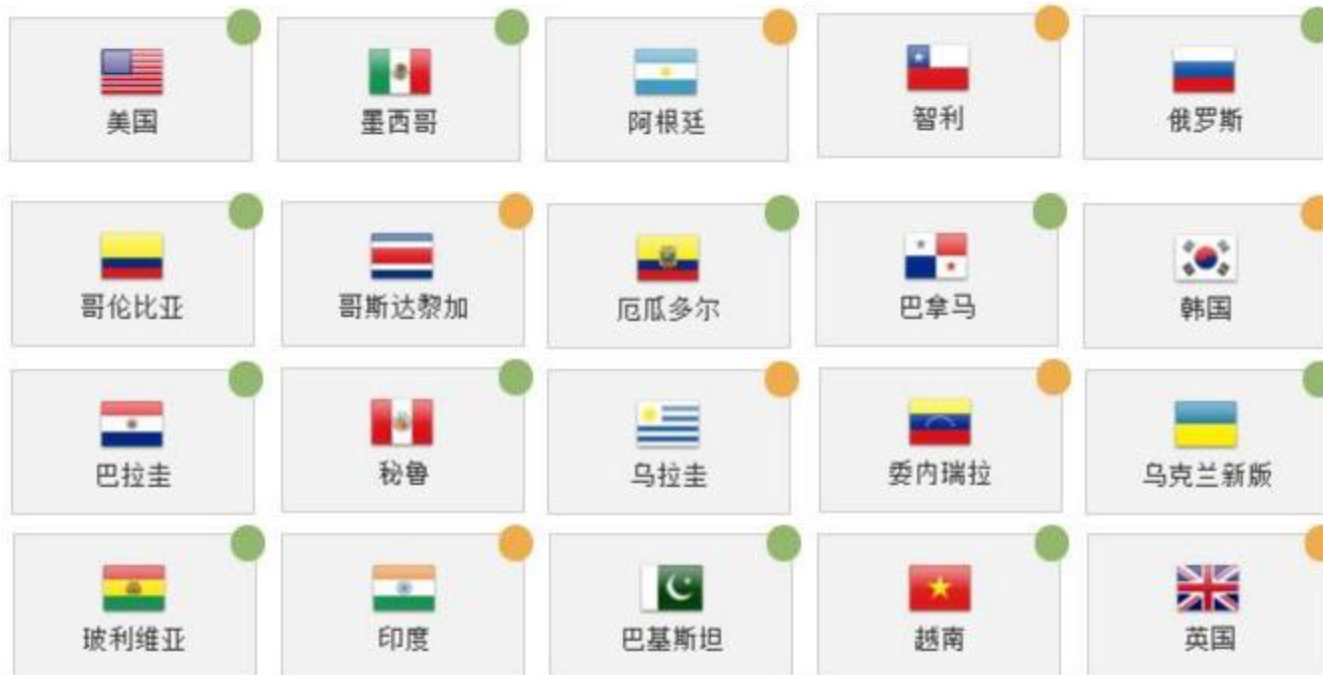 美国
墨西哥
阿根廷
智利
俄罗斯
哥伦比亚
哥斯达黎加
厄瓜多尔
巴拿马
韩国
巴拉圭
秘鲁
乌拉圭
委内瑞拉
乌克兰新版
玻利维亚
印度
巴基斯坦
越南
英国